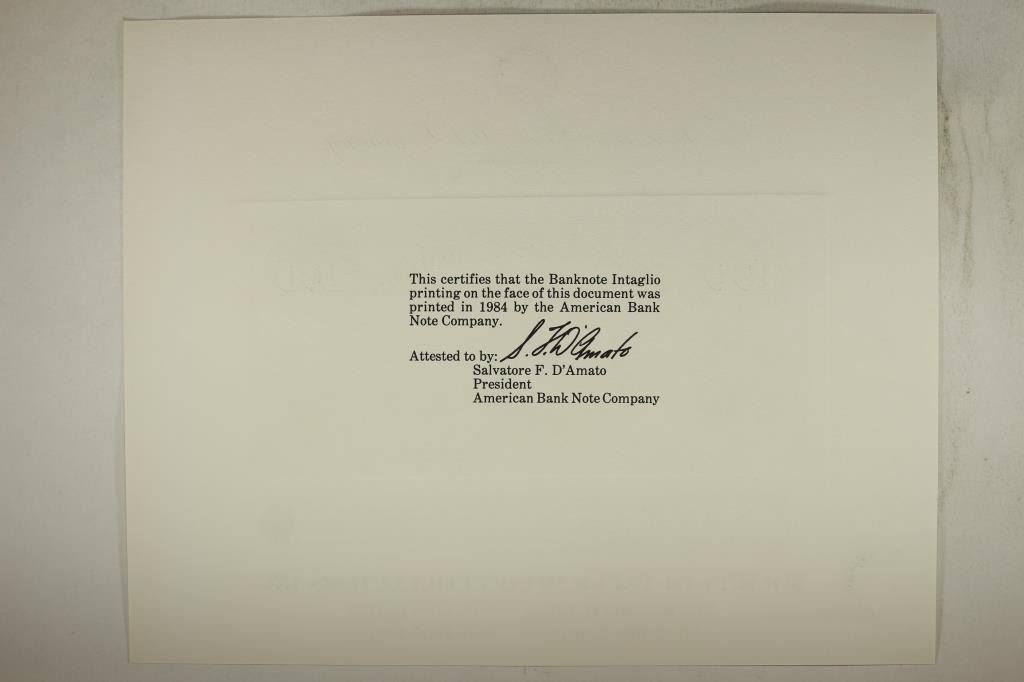 This certifies that the Banknote Intaglio
printing on the face of this document was
printed in 1984 by the American Bank
Note Company.
Attested to by: S. F. D'Amato
Salvatore F. D'Amato
President
American Bank Note Company